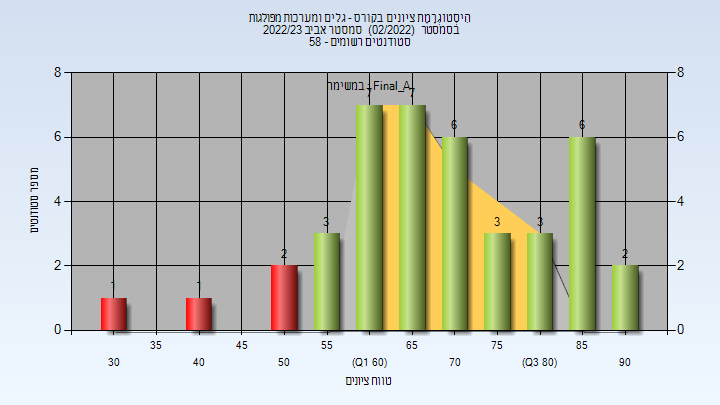 היסטוגרמת ציונים בקורס - גלים ומערכות מפולגות
בסמסטר (02/2022) סמסטר אביב 2022/23
סטודנטים רשומים - 58
במשימה: Final_A
מספר סטודנטים
8 8
6 6
4 4
2 2
0 0
1 1 2 3 7 7 6 3 3 6 2
35 45 55 65 75 85
30 40 50 (Q1 60) 70 (Q3 80) 90
טווח ציונים